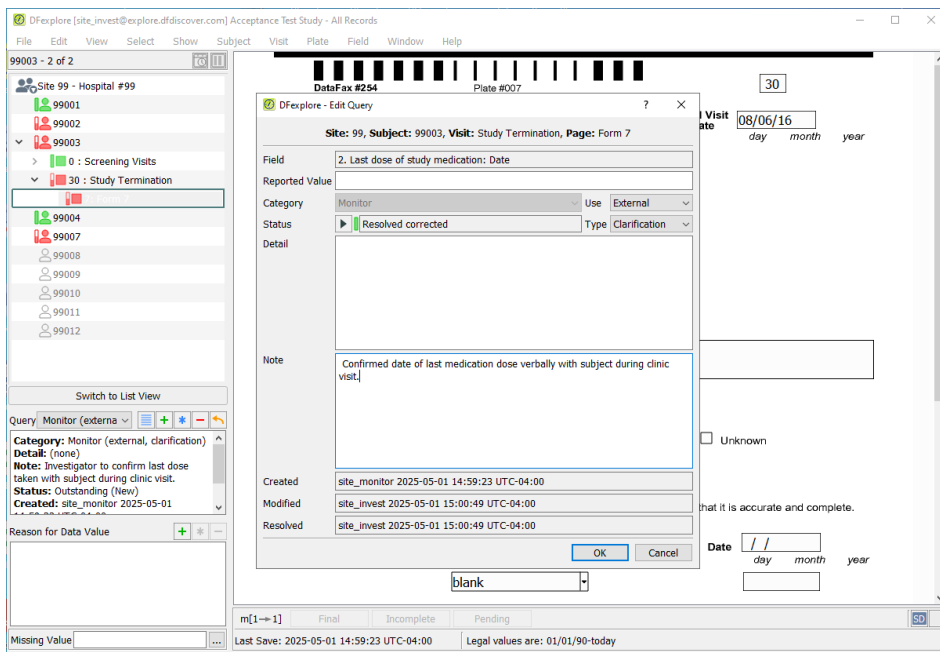 DFexplore [site_invest@explore.dfdiscover.com] Acceptance Test Study - All Records
File Edit View Select Show Subject Visit Plate Field Window Help
99003 - 2 of 2
Site 99 - Hospital #99
99001
99002
99003
0 : Screening Visits
30 : Study Termination
99004
99007
99008
99009
99010
99011
99012
Switch to List View
Query Monitor (externa
Category: Monitor (external, clarification)
Detail: (none)
Note: Investigator to confirm last dose
taken with subject during clinic visit.
Status: Outstanding (New)
Created: site_monitor 2025-05-01
Reason for Data Value
Missing Value ...
DataFax #254 Plate #007
30
Visit
08/06/16
day month year
DFexplore - Edit Query ?
Site: 99, Subject: 99003, Visit: Study Termination, Page: Form 7
Field 2. Last dose of study medication: Date
Reported Value
Category Monitor Use External
Status Resolved corrected Type Clarification
Detail
Note Confirmed date of last medication dose verbally with subject during clinic
visit.
Created site_monitor 2025-05-01 14:59:23 UTC-04:00
Modified site_invest 2025-05-01 15:00:49 UTC-04:00
Resolved site_invest 2025-05-01 15:00:49 UTC-04:00
OK Cancel
Unknown
that it is accurate and complete.
Date / /
day month year
blank
m[1→1] Final Incomplete Pending SD
Last Save: 2025-05-01 14:59:23 UTC-04:00 Legal values are: 01/01/90-today